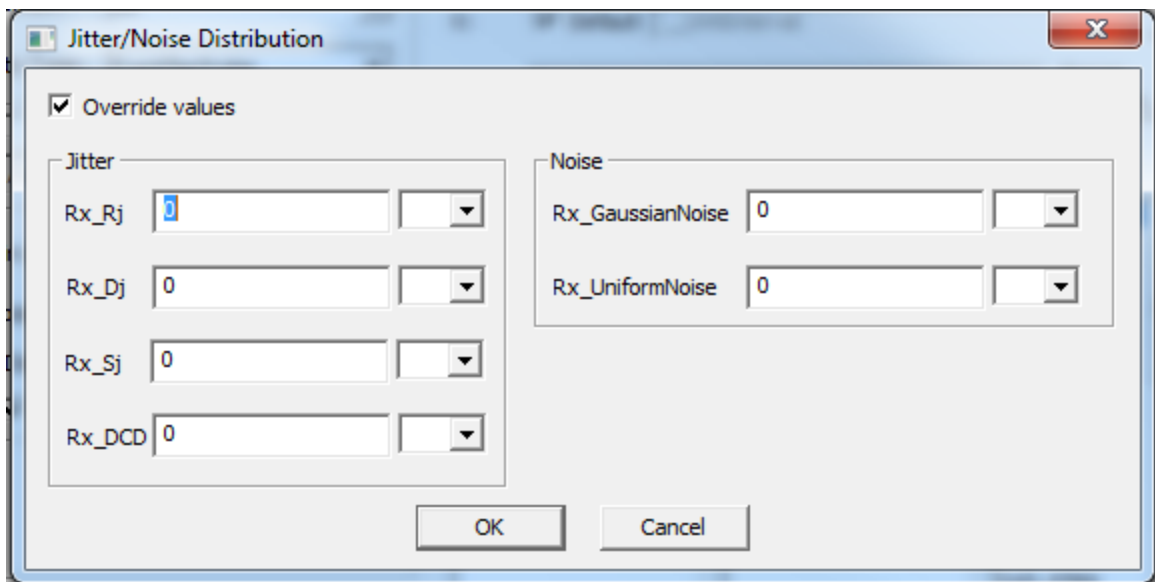 Jitter/Noise Distribution
Override values
Jitter
Rx_Rj 0
Rx_Dj 0
Rx_Sj 0
Rx_DCD 0
Noise
Rx_GaussianNoise 0
Rx_UniformNoise 0
OK Cancel